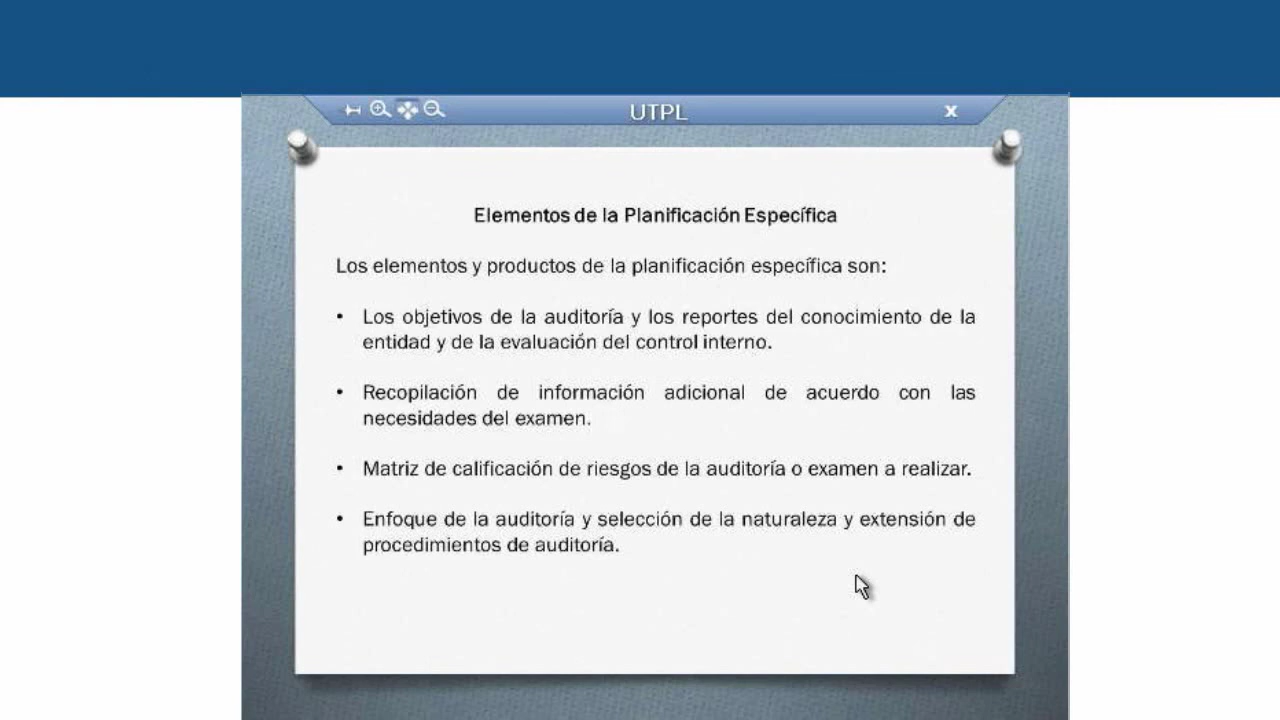 UTPL
Elementos de la Planificación Específica
Los elementos y productos de la planificación específica son:
• Los objetivos de la auditoría y los reportes del conocimiento de la
entidad y de la evaluación del control interno.
• Recopilación de información adicional de acuerdo con las
necesidades del examen.
• Matriz de calificación de riesgos de la auditoría o examen a realizar.
• Enfoque de la auditoría y selección de la naturaleza y extensión de
procedimientos de auditoría.